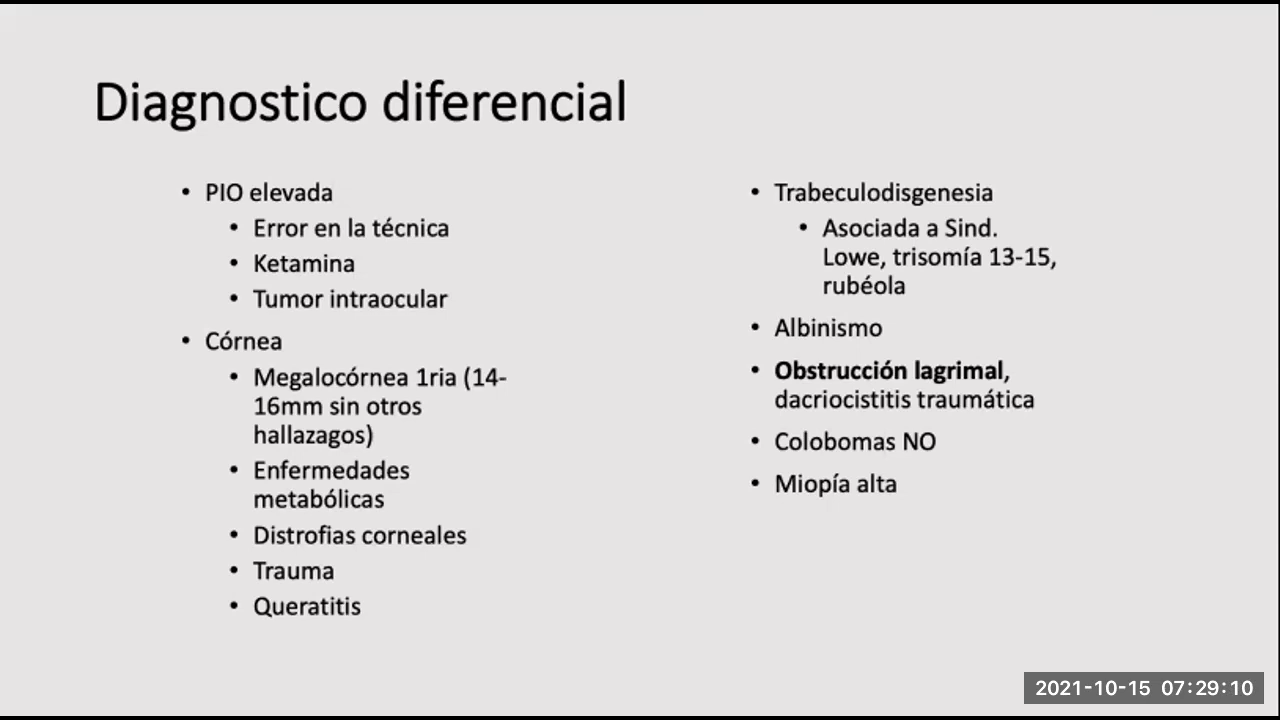 Diagnostico diferencial
• PIO elevada
• Error en la técnica
• Ketamina
• Tumor intraocular
• Córnea
• Megalocórnea 1ria (14-
16mm sin otros
hallazagos)
• Enfermedades
metabólicas
• Distrofias corneales
• Trauma
• Queratitis
• Trabeculodisgenesia
• Asociada a Sind.
Lowe, trisomía 13-15,
rubéola
• Albinismo
• Obstrucción lagrimal,
dacriocistitis traumática
• Colobomas NO
• Miopía alta
2021-10-15 07:29:10